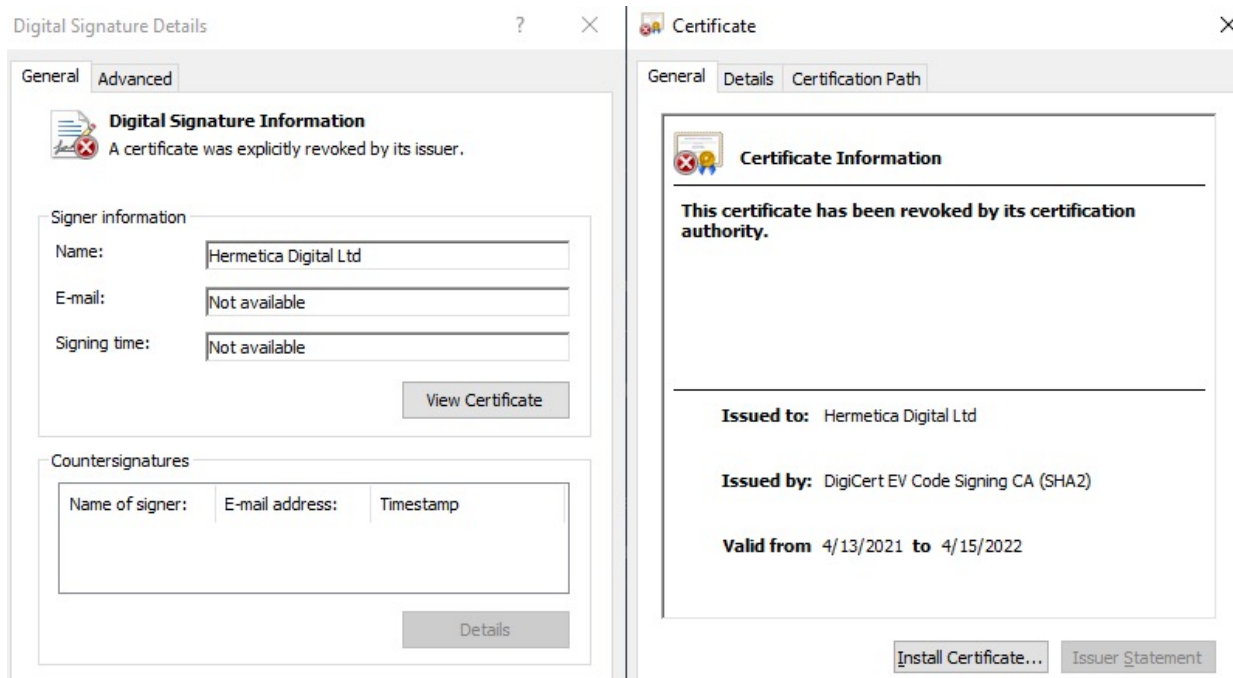 Digital Signature Details ?
General Advanced
Digital Signature Information
A certificate was explicitly revoked by its issuer.
Signer information
Name: Hermetica Digital Ltd
E-mail: Not available
Signing time: Not available
View Certificate
Countersignatures
Name of signer: E-mail address: Timestamp
Details
Certificate
General Details Certification Path
Certificate Information
This certificate has been revoked by its certification
authority.
Issued to: Hermetica Digital Ltd
Issued by: DigiCert EV Code Signing CA (SHA2)
Valid from 4/13/2021 to 4/15/2022
Install Certificate... Issuer Statement